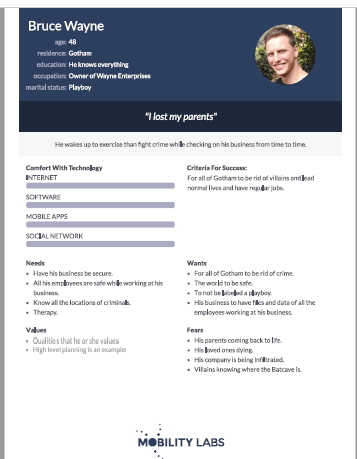 Bruce Wayne
age: 48
residence: Gotham
education: He knows everything
occupation: Owner of Wayne Enterprises
marital status: Playboy
"I lost my parents"
He wakes up to exercise than fight crime while checking on his business from time to time.
Comfort With Technology
INTERNET
SOFTWARE
MOBILE APPS
SOCIAL NETWORK
Criteria For Success:
For all of Gotham to be rid of villains and lead
normal lives and have regular jobs.
Needs
• Have his business be secure.
• All his employees are safe while working at his
business.
• Know all the locations of criminals.
• Therapy.
Wants
• For all of Gotham to be rid of crime.
• The world to be safe.
• To not be labeled a playboy.
• His business to have files and data of all the
employees working at his business.
Values
• Qualities that he or she values
• High level planning is an example
Fears
• His parents coming back to life.
• His loved ones dying.
• His company is being infiltrated.
• Villains knowing where the Batcave is.
MOBILITY LABS